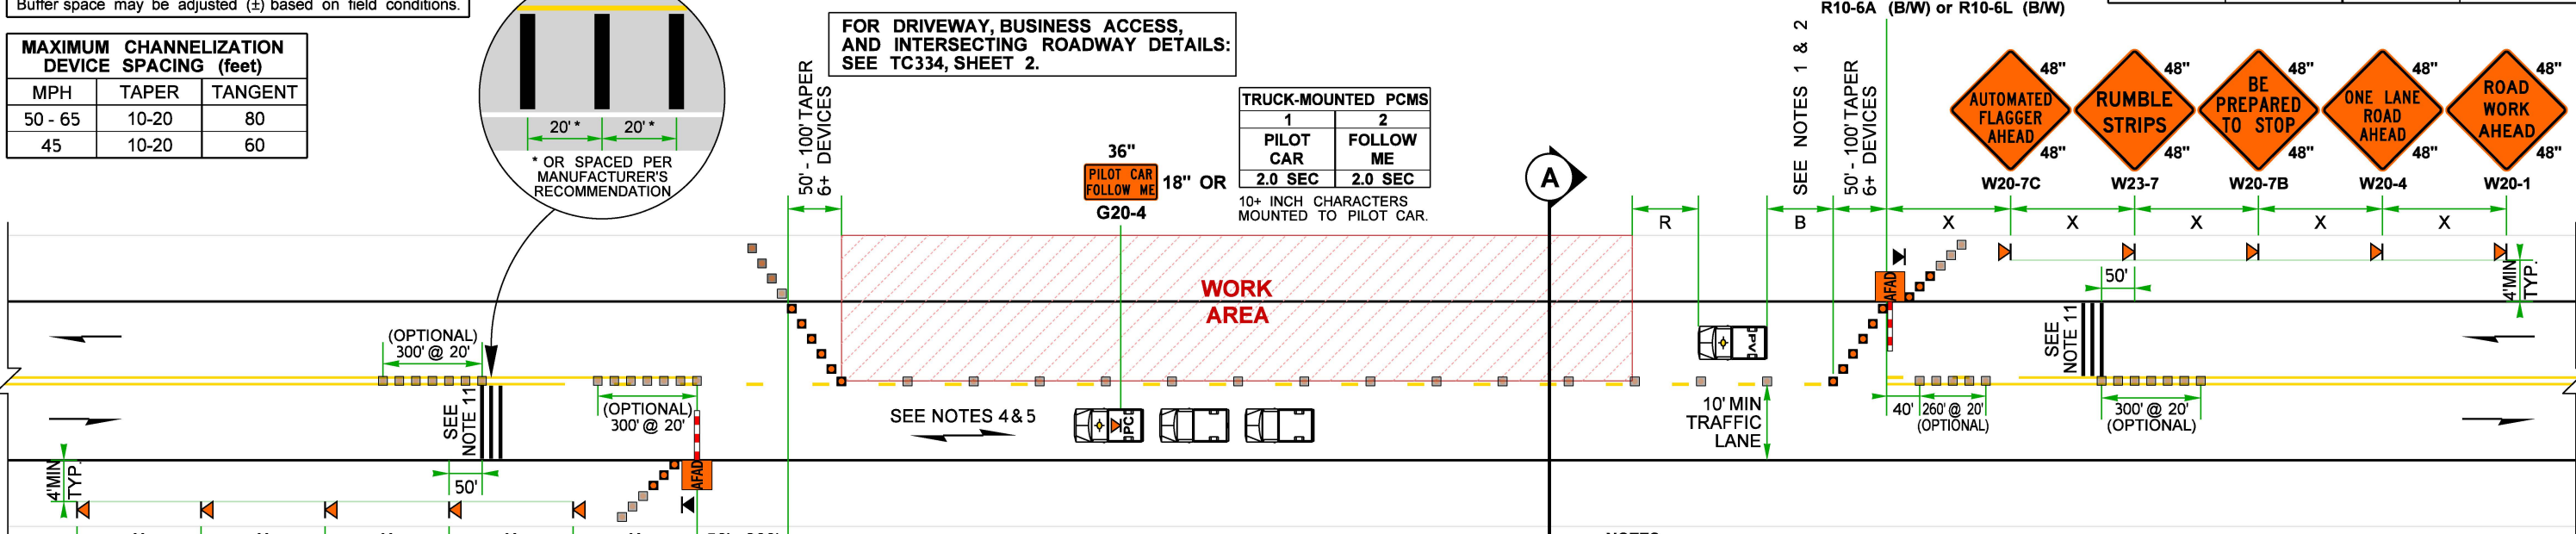 Buffer space may be adjusted (±) based on field conditions.
MAXIMUM CHANNELIZATION
DEVICE SPACING (feet)
MPH TAPER TANGENT
50 - 65 10-20 80
45 10-20 60
20' * 20' *
* OR SPACED PER
MANUFACTURER'S
RECOMMENDATION
50' - 100' TAPER
6+ DEVICES
FOR DRIVEWAY, BUSINESS ACCESS,
AND INTERSECTING ROADWAY DETAILS:
SEE TC334, SHEET 2.
36"
PILOT CAR
FOLLOW ME
18" OR
G20-4
TRUCK-MOUNTED PCMS
1 2
PILOT FOLLOW
CAR ME
2.0 SEC 2.0 SEC
10+ INCH CHARACTERS
MOUNTED TO PILOT CAR.
A
R10-6A (B/W) or R10-6L (B/W)
SEE NOTES 1 & 2
50' - 100' TAPER
6+ DEVICES
48"
AUTOMATED
FLAGGER
AHEAD
48"
W20-7C
48"
RUMBLE
STRIPS
48"
W23-7
48"
BE
PREPARED
TO STOP
48"
W20-7B
48"
ONE LANE
ROAD
AHEAD
48"
W20-4
48"
ROAD
WORK
AHEAD
48"
W20-1
R B X X X X X
WORK
AREA
AFAD
50'
4'MIN
TYP.
SEE
NOTE 11
PV
(OPTIONAL)
300' @ 20'
SEE
NOTE 11
(OPTIONAL)
300' @ 20'
SEE NOTES 4 & 5
PC
10' MIN
TRAFFIC
LANE
40' 260' @ 20'
(OPTIONAL)
300' @ 20'
(OPTIONAL)
4'MIN
TYP.
50'
AFAD